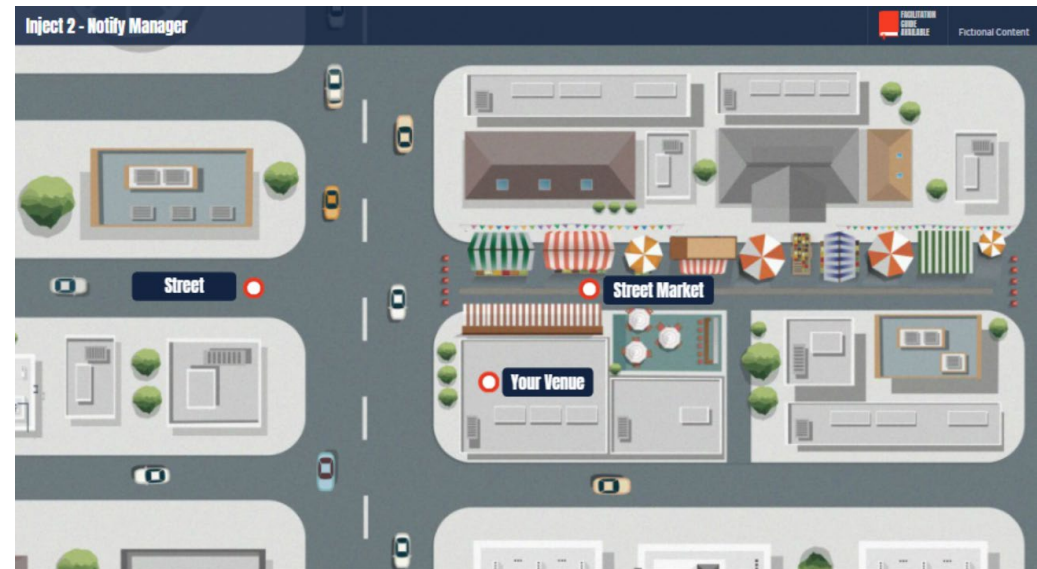 Inject 2 - Notify Manager
FACILITATION
GUIDE
AVAILABLE
Fictional Content
Street
Street Market
Your Venue